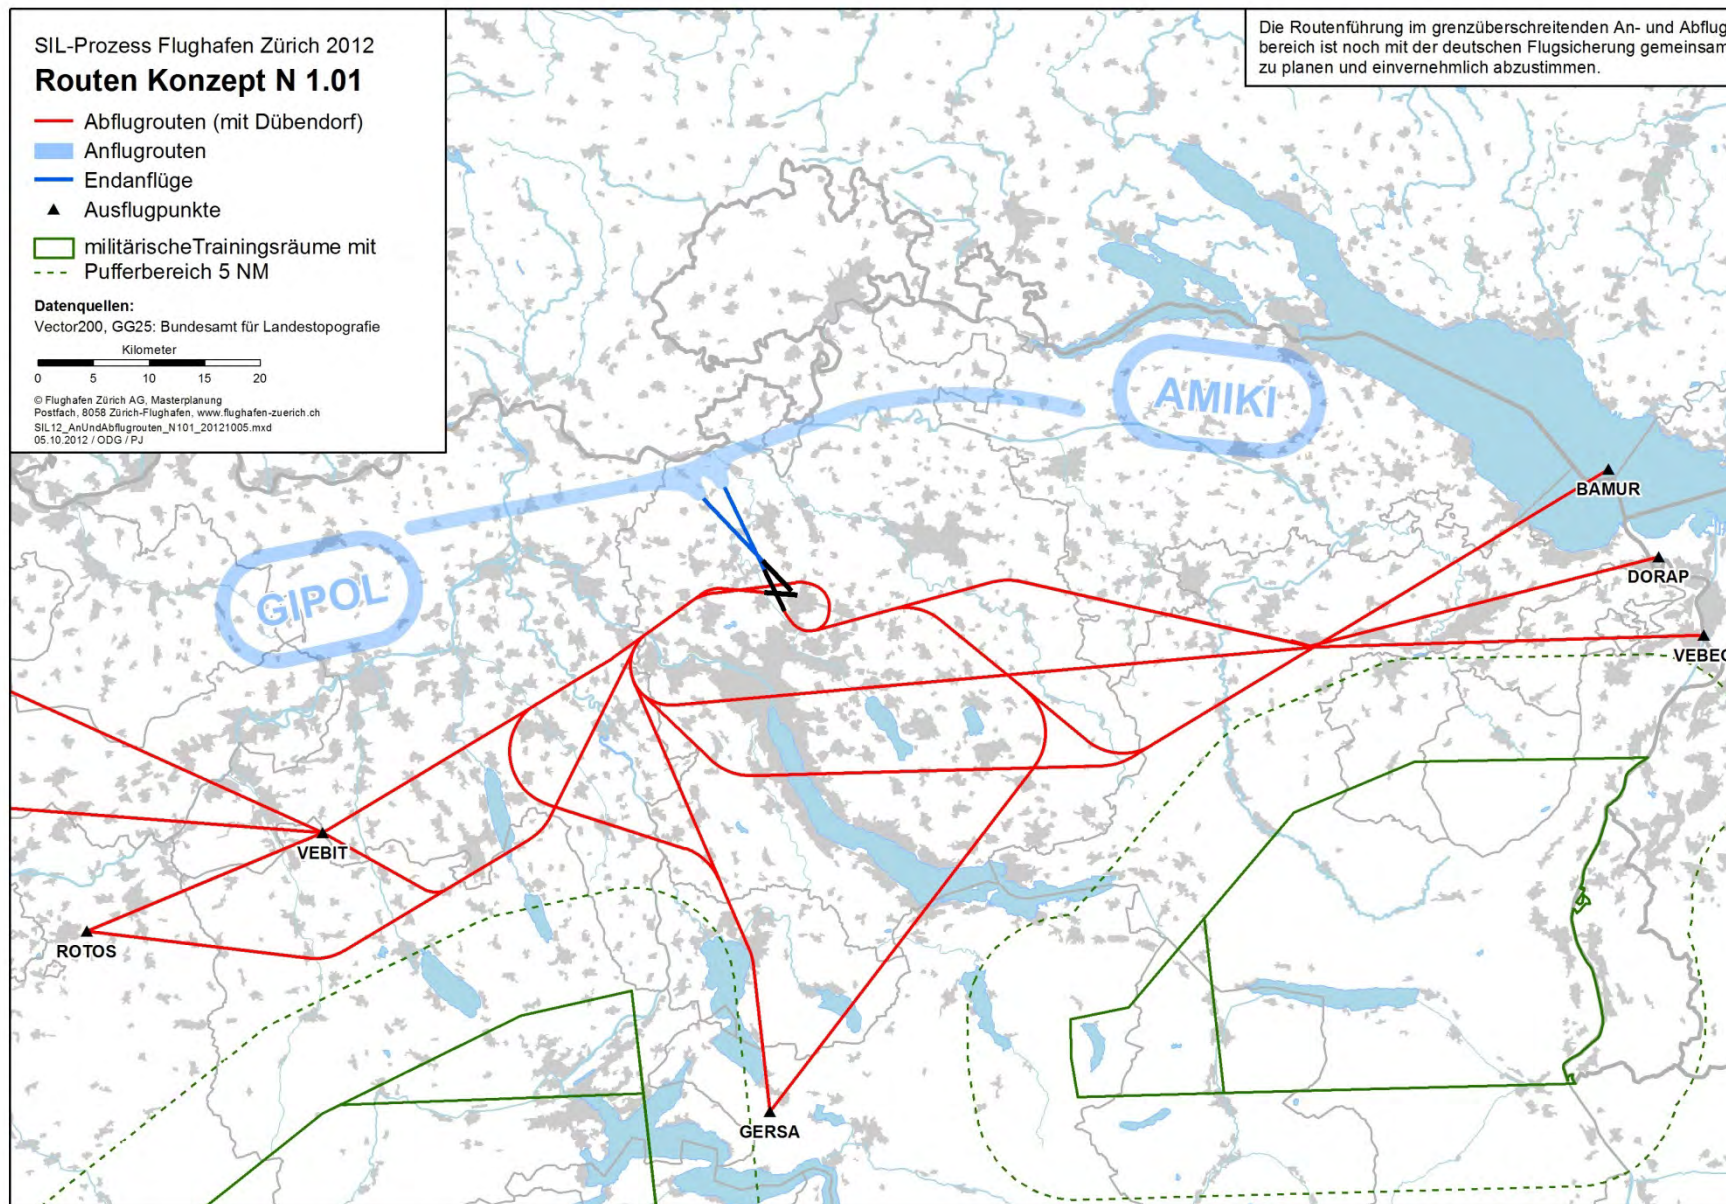 SIL-Prozess Flughafen Zürich 2012
Routen Konzept N 1.01
Abflugrouten (mit Dübendorf)
Anflugrouten
Endanflüge
Ausflugpunkte
militärischeTrainingsräume mit
Pufferbereich 5 NM
Datenquellen:
Vector200, GG25: Bundesamt für Landestopografie
Kilometer
0 5 10 15 20
© Flughafen Zürich AG, Masterplanung
Postfach, 8058 Zürich-Flughafen, www.flughafen-zuerich.ch
SIL12_AnUndAbflugrouten_N101_20121005.mxd
05.10.2012 / ODG / PJ
Die Routenführung im grenzüberschreitenden An- und Abflug
bereich ist noch mit der deutschen Flugsicherung gemeinsam
zu planen und einvernehmlich abzustimmen.
AMIKI
BAMUR
DORAP
GIPOL
VEBEG
VEBIT
ROTOS
GERSA